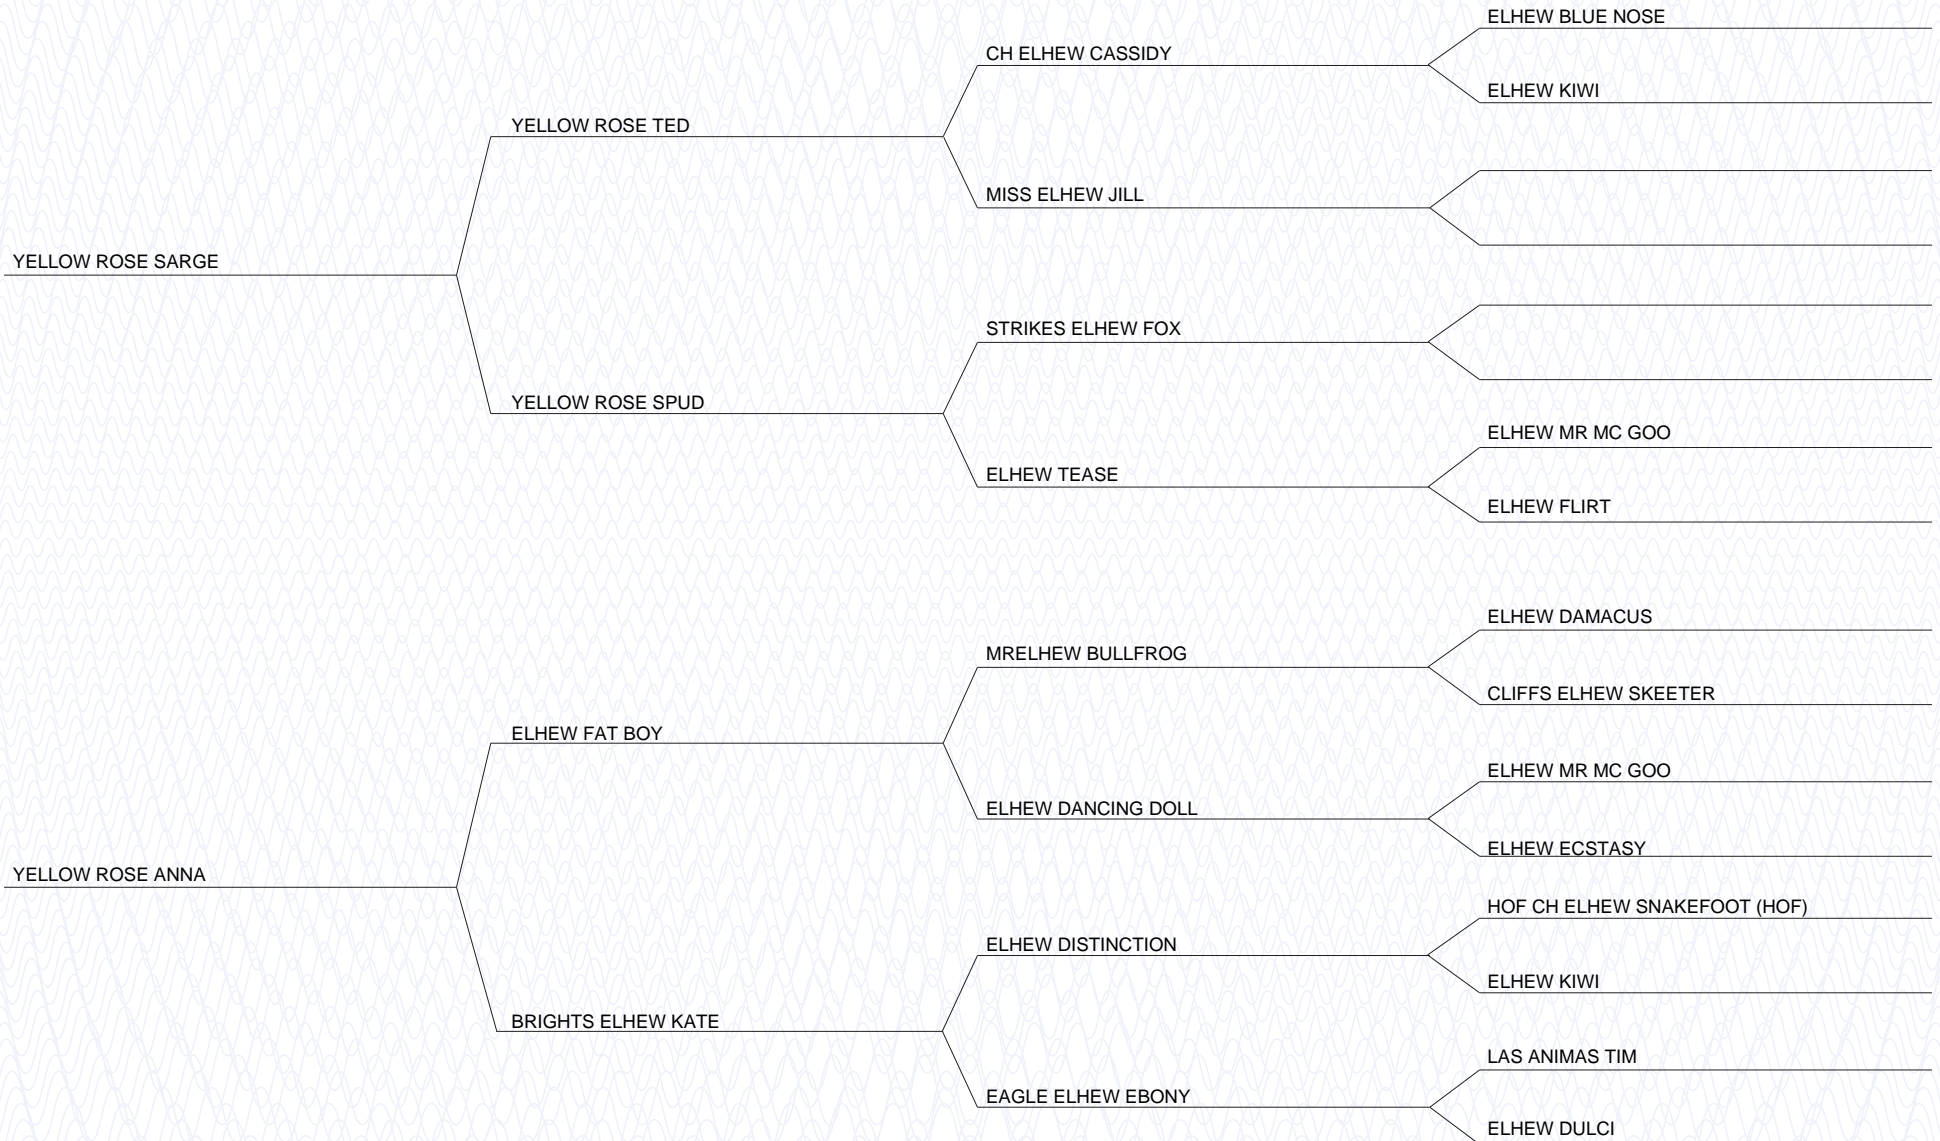 ELHEW BLUE NOSE
CH ELHEW CASSIDY
ELHEW KIWI
YELLOW ROSE TED
MISS ELHEW JILL
YELLOW ROSE SARGE
STRIKES ELHEW FOX
YELLOW ROSE SPUD
ELHEW MR MC GOO
ELHEW TEASE
ELHEW FLIRT
ELHEW DAMACUS
MRELHEW BULLFROG
CLIFFS ELHEW SKEETER
ELHEW FAT BOY
ELHEW MR MC GOO
ELHEW DANCING DOLL
ELHEW ECSTASY
YELLOW ROSE ANNA
HOF CH ELHEW SNAKEFOOT (HOF)
ELHEW DISTINCTION
ELHEW KIWI
BRIGHTS ELHEW KATE
LAS ANIMAS TIM
EAGLE ELHEW EBONY
ELHEW DULCI